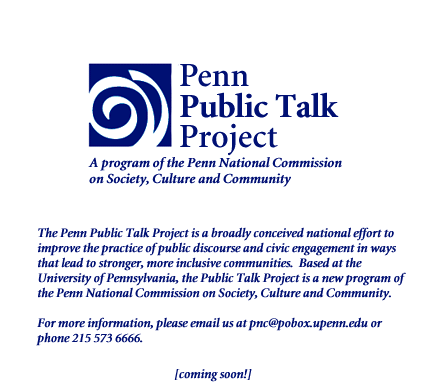 Penn
Public Talk
Project
A program of the Penn National Commission
on Society, Culture and Community
The Penn Public Talk Project is a broadly conceived national effort to
improve the practice of public discourse and civic engagement in ways
that lead to stronger, more inclusive communities.  Based at the
University of Pennsylvania, the Public Talk Project is a new program of
the Penn National Commission on Society, Culture and Community.
For more information, please email us at pnc@pobox.upenn.edu or
phone 215 573 6666.
[coming soon!]